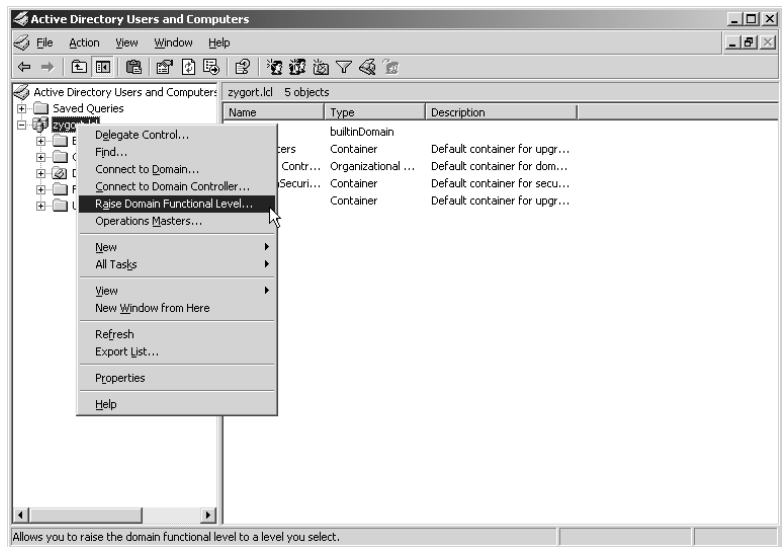 Active Directory Users and Computers
File Action View Window Help
Active Directory Users and Computers
zygort.lcl 5 objects
Saved Queries
Name Type Description
builtinDomain
Container Default container for upgr...
Contr... Organizational ... Default container for dom...
Container Default container for secu...
Container Default container for upgr...
Delegate Control...
Find...
Connect to Domain...
Connect to Domain Controller...
Raise Domain Functional Level...
Operations Masters...
New
All Tasks
View
New Window from Here
Refresh
Export List...
Properties
Help
Allows you to raise the domain functional level to a level you select.